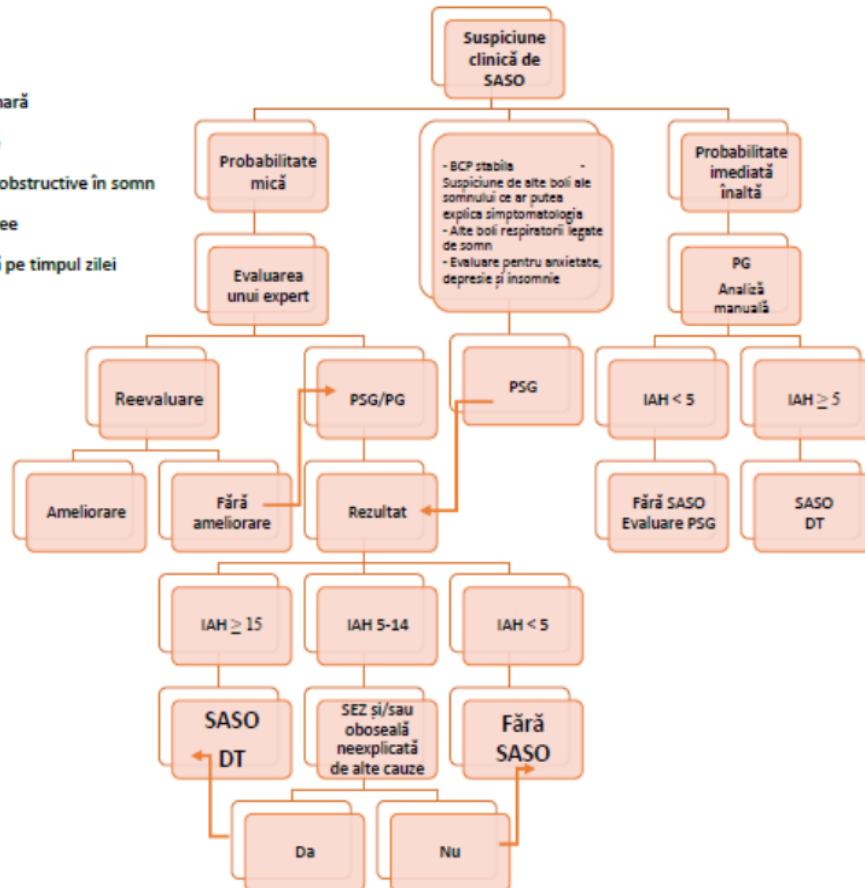 Suspiciune
clinică de
SASO
obstructive în somn
pe timpul zilei
Probabilitate
mică
- BCP stabila -
Suspiciune de alte boli ale
somnului ce ar putea
explica simptomatologia
- Alte boli respiratorii legate
de somn
- Evaluare pentru anxietate,
depresie și insomnie
Probabilitate
imediată
înaltă
Evaluarea
unui expert
PG
Analiză
manuală
Reevaluare
PSG/PG
PSG
IAH < 5
IAH ≥ 5
Ameliorare
Fără
ameliorare
Rezultat
Fără SASO
Evaluare PSG
SASO
DT
IAH ≥ 15
IAH 5-14
IAH < 5
SASO
DT
SEZ și/sau
oboseală
neexplicată
de alte cauze
Fără
SASO
Da
Nu